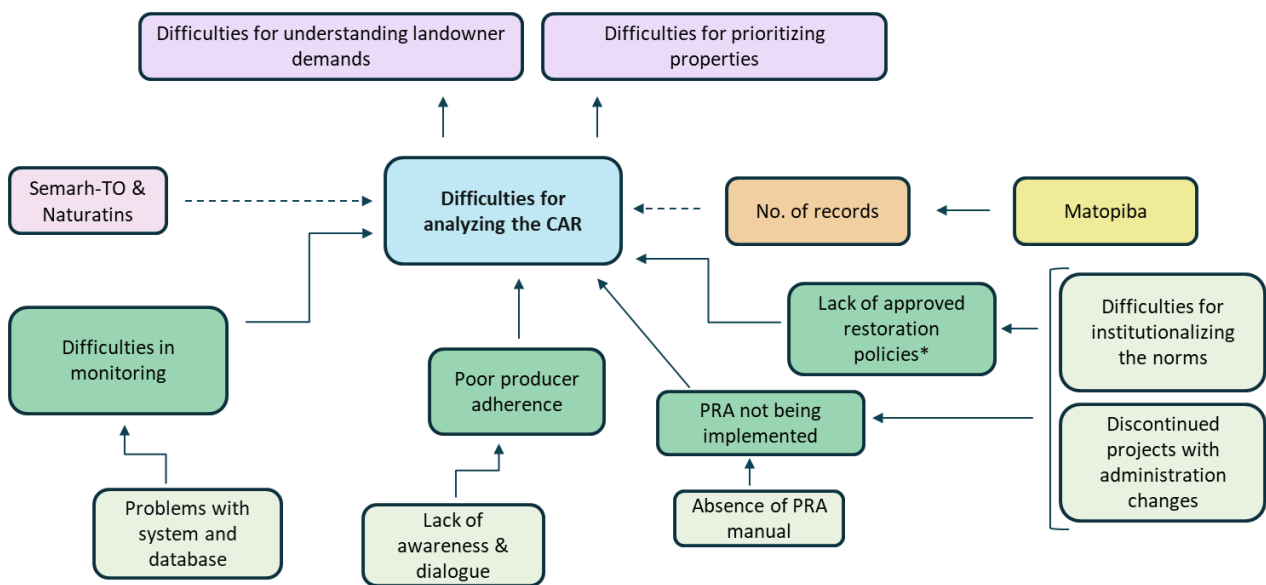 Difficulties for understanding landowner
demands
Difficulties for prioritizing
properties
Semarh-TO &
Naturatins
Difficulties for
analyzing the CAR
No. of records
Matopiba
Difficulties in
monitoring
Poor producer
adherence
Lack of approved
restoration
policies*
PRA not being
implemented
Difficulties for
institutionalizing
the norms
Discontinued
projects with
administration
changes
Problems with
system and
database
Lack of
awareness &
dialogue
Absence of PRA
manual